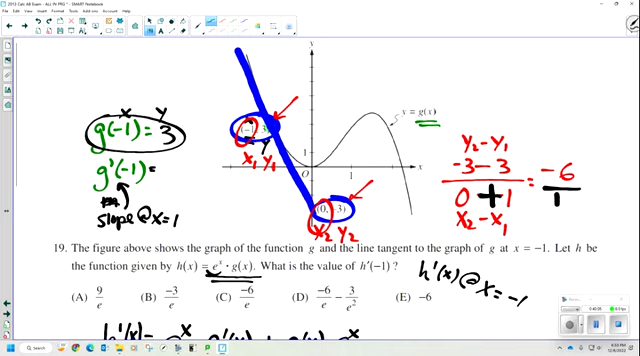 2013 Calc AB Exam - ALL IN PRG * - SMART Notebook
File Edit View Insert Format Tools Add-ons Help
g(-1) = 3
x y
g'(-1) =
slope @ x=1
y
(-1, 3)
x₁ y₁
y = g(x)
1
O
1
x
(0, -3)
x₂ y₂
y₂ - y₁
-3 - 3
0 + 1
x₂ - x₁
= -6
1
19. The figure above shows the graph of the function g and the line tangent to the graph of g at x = −1. Let h
be the function given by h(x) = eˣ · g(x). What is the value of h′(−1) ?
h'(x) @ x = -1
(A) 9/e (B) −3/e (C) −6/e (D) −6/e − 3/e² (E) −6